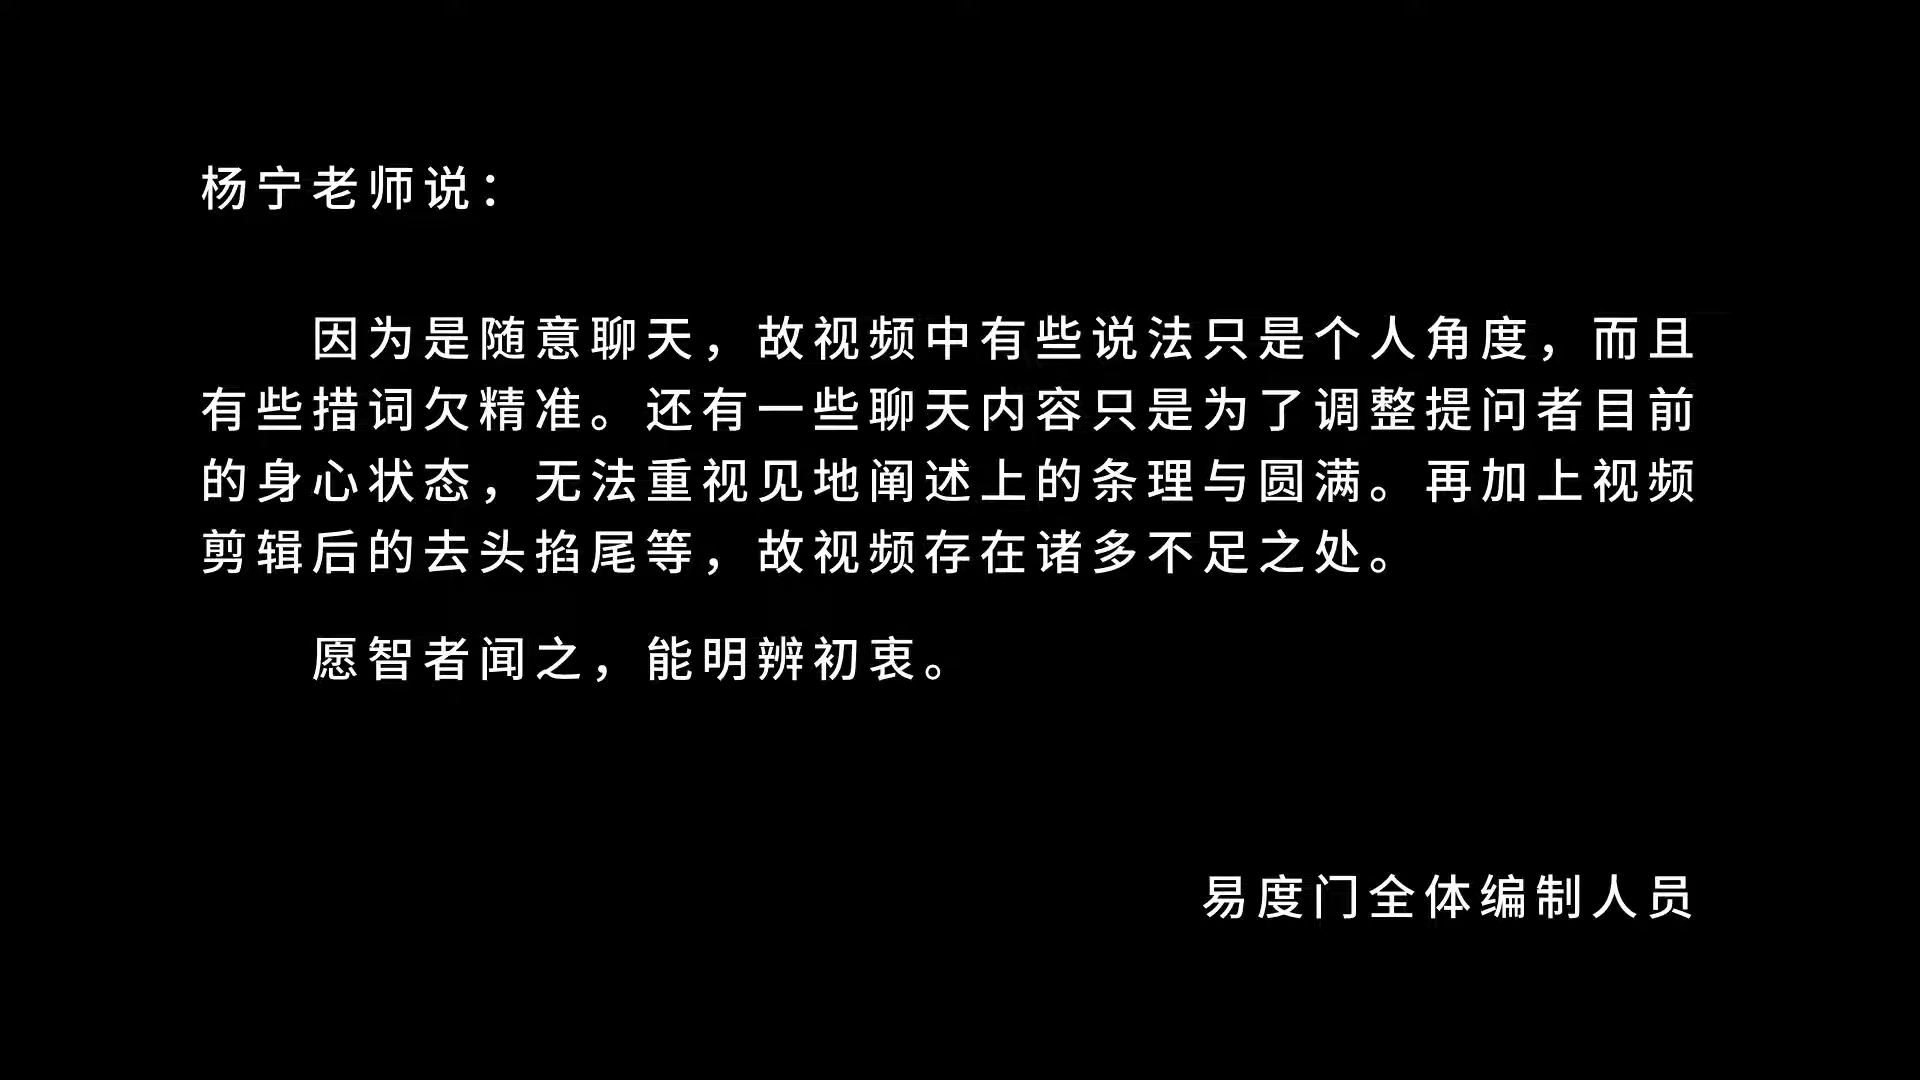 杨宁老师说：
因为是随意聊天，故视频中有些说法只是个人角度，而且
有些措词欠精准。还有一些聊天内容只是为了调整提问者目前
的身心状态，无法重视见地阐述上的条理与圆满。再加上视频
剪辑后的去头掐尾等，故视频存在诸多不足之处。
愿智者闻之，能明辨初衷。
易度门全体编制人员